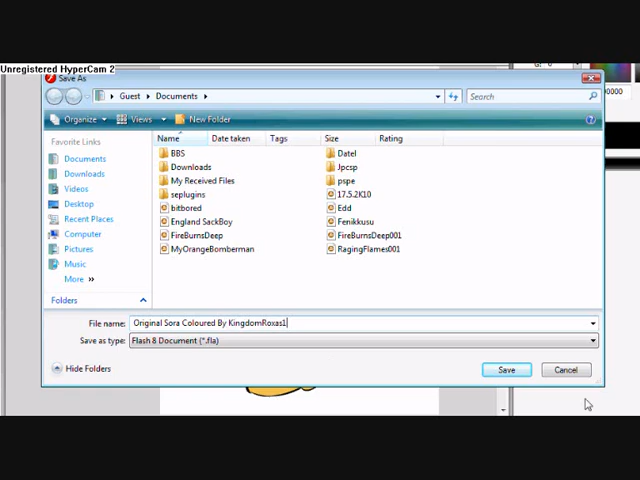 Unregistered HyperCam 2
Save As
Guest Documents
Search
Organize Views New Folder
Favorite Links
Name Date taken Tags Size Rating
Documents
Downloads
Videos
Desktop
Recent Places
Computer
Pictures
Music
More »
Folders
BBS
Downloads
My Received Files
seplugins
bitbored
England SackBoy
FireBurnsDeep
MyOrangeBomberman
Datel
Jpcsp
pspe
17.5.2K10
Edd
Fenikkusu
FireBurnsDeep001
RagingFlames001
File name: Original Sora Coloured By KingdomRoxas1
Save as type: Flash 8 Document (*.fla)
Hide Folders
Save
Cancel